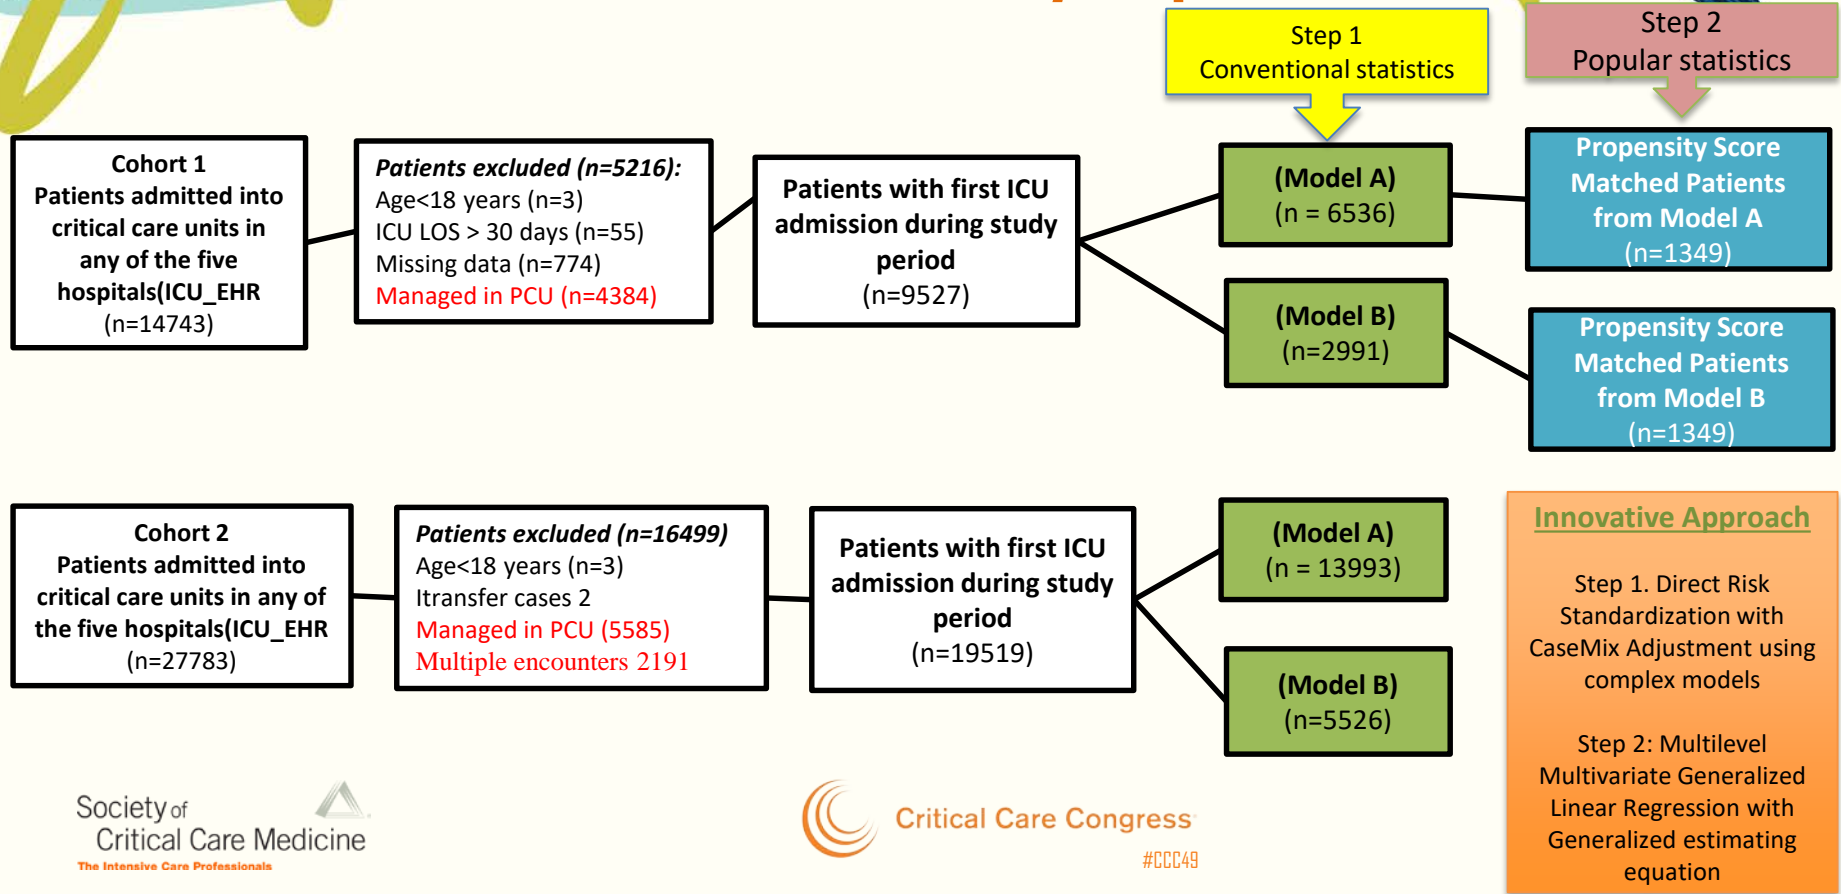 Step 1
Conventional statistics
Step 2
Popular statistics
Cohort 1
Patients admitted into
critical care units in
any of the five
hospitals(ICU_EHR
(n=14743)
Patients excluded (n=5216):
Age<18 years (n=3)
ICU LOS > 30 days (n=55)
Missing data (n=774)
Managed in PCU (n=4384)
Patients with first ICU
admission during study
period
(n=9527)
(Model A)
(n = 6536)
(Model B)
(n=2991)
Propensity Score
Matched Patients
from Model A
(n=1349)
Propensity Score
Matched Patients
from Model B
(n=1349)
Cohort 2
Patients admitted into
critical care units in any of
the five hospitals(ICU_EHR
(n=27783)
Patients excluded (n=16499)
Age<18 years (n=3)
Itransfer cases 2
Managed in PCU (5585)
Multiple encounters 2191
Patients with first ICU
admission during study
period
(n=19519)
(Model A)
(n = 13993)
(Model B)
(n=5526)
Innovative Approach
Step 1. Direct Risk
Standardization with
CaseMix Adjustment using
complex models
Step 2: Multilevel
Multivariate Generalized
Linear Regression with
Generalized estimating
equation
Society of
Critical Care Medicine
The Intensive Care Professionals
Critical Care Congress
#CCC49